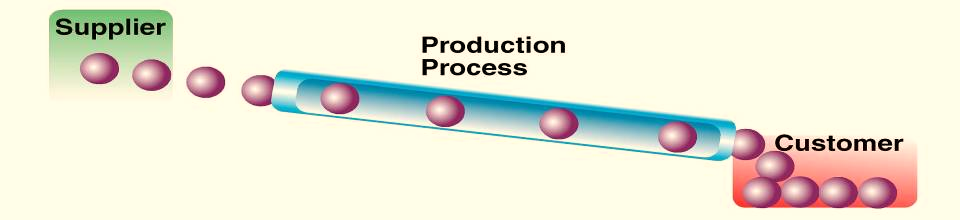 Supplier
Production
Process
Customer